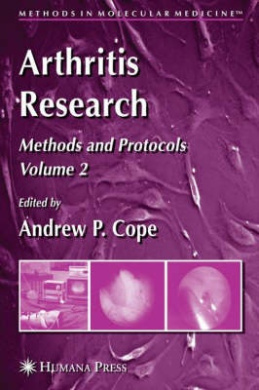 METHODS IN MOLECULAR MEDICINE™
Arthritis
Research
Methods and Protocols
Volume 2
Edited by
Andrew P. Cope
HUMANA PRESS